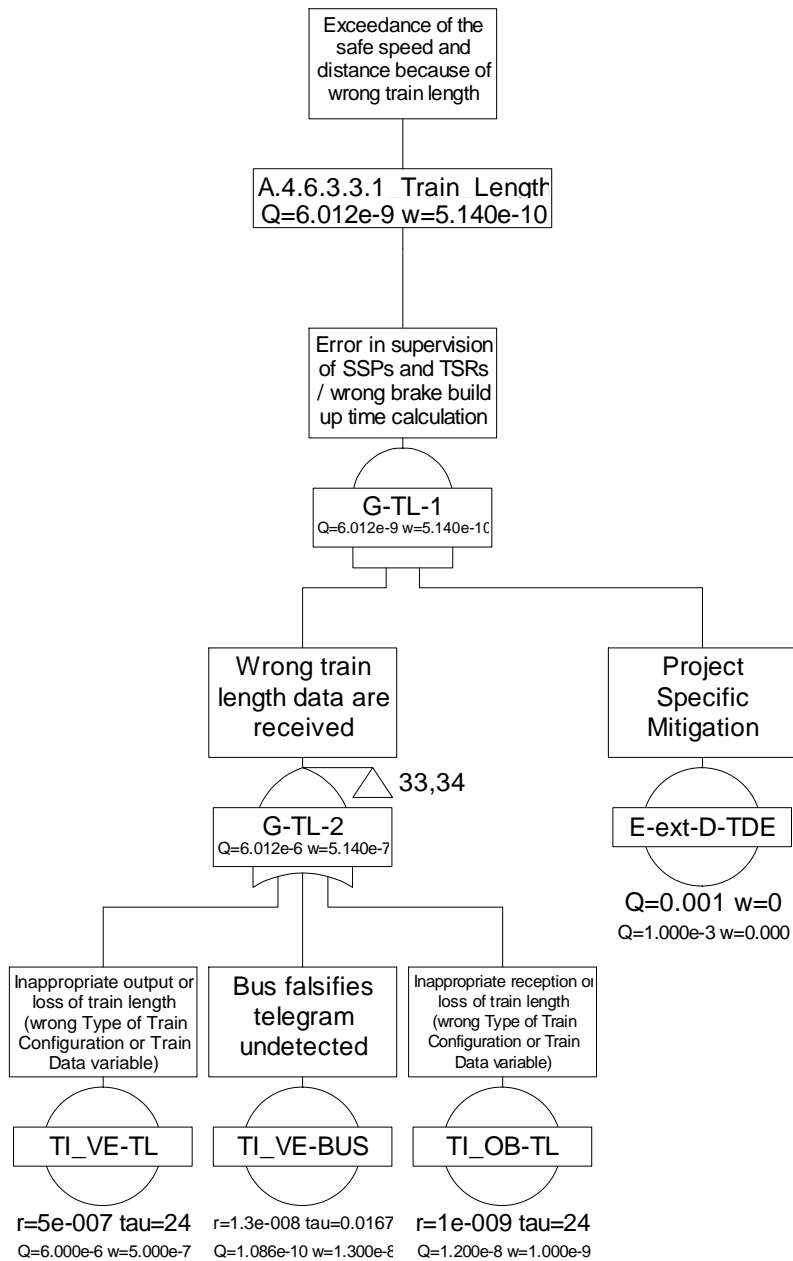 Exceedance of the
safe speed and
distance because of
wrong train length
A.4.6.3.3.1_Train_Length
Q=6.012e-9 w=5.140e-10
Error in supervision
of SSPs and TSRs
/ wrong brake build
up time calculation
G-TL-1
Q=6.012e-9 w=5.140e-10
Wrong train
length data are
received
Project
Specific
Mitigation
33,34
G-TL-2
Q=6.012e-6 w=5.140e-7
E-ext-D-TDE
Q=0.001 w=0
Q=1.000e-3 w=0.000
Inappropriate output or
loss of train length
(wrong Type of Train
Configuration or Train
Data variable)
Bus falsifies
telegram
undetected
Inappropriate reception or
loss of train length
(wrong Type of Train
Configuration or Train
Data variable)
TI_VE-TL
TI_VE-BUS
TI_OB-TL
r=5e-007 tau=24
r=1.3e-008 tau=0.0167
r=1e-009 tau=24
Q=6.000e-6 w=5.000e-7
Q=1.086e-10 w=1.300e-8
Q=1.200e-8 w=1.000e-9